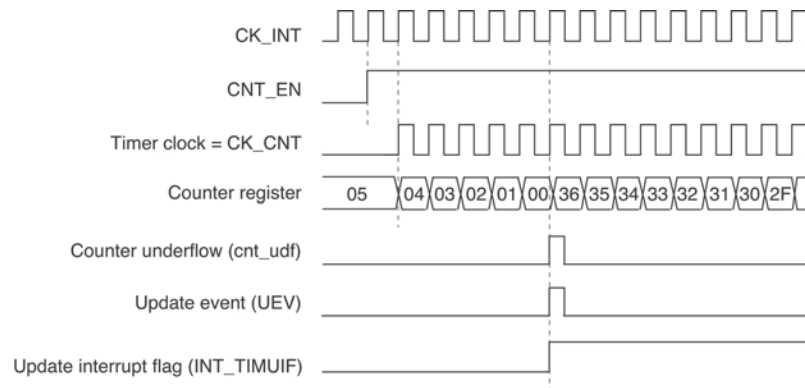 CK_INT
CNT_EN
Timer clock = CK_CNT
Counter register 05 04 03 02 01 00 36 35 34 33 32 31 30 2F
Counter underflow (cnt_udf)
Update event (UEV)
Update interrupt flag (INT_TIMUIF)